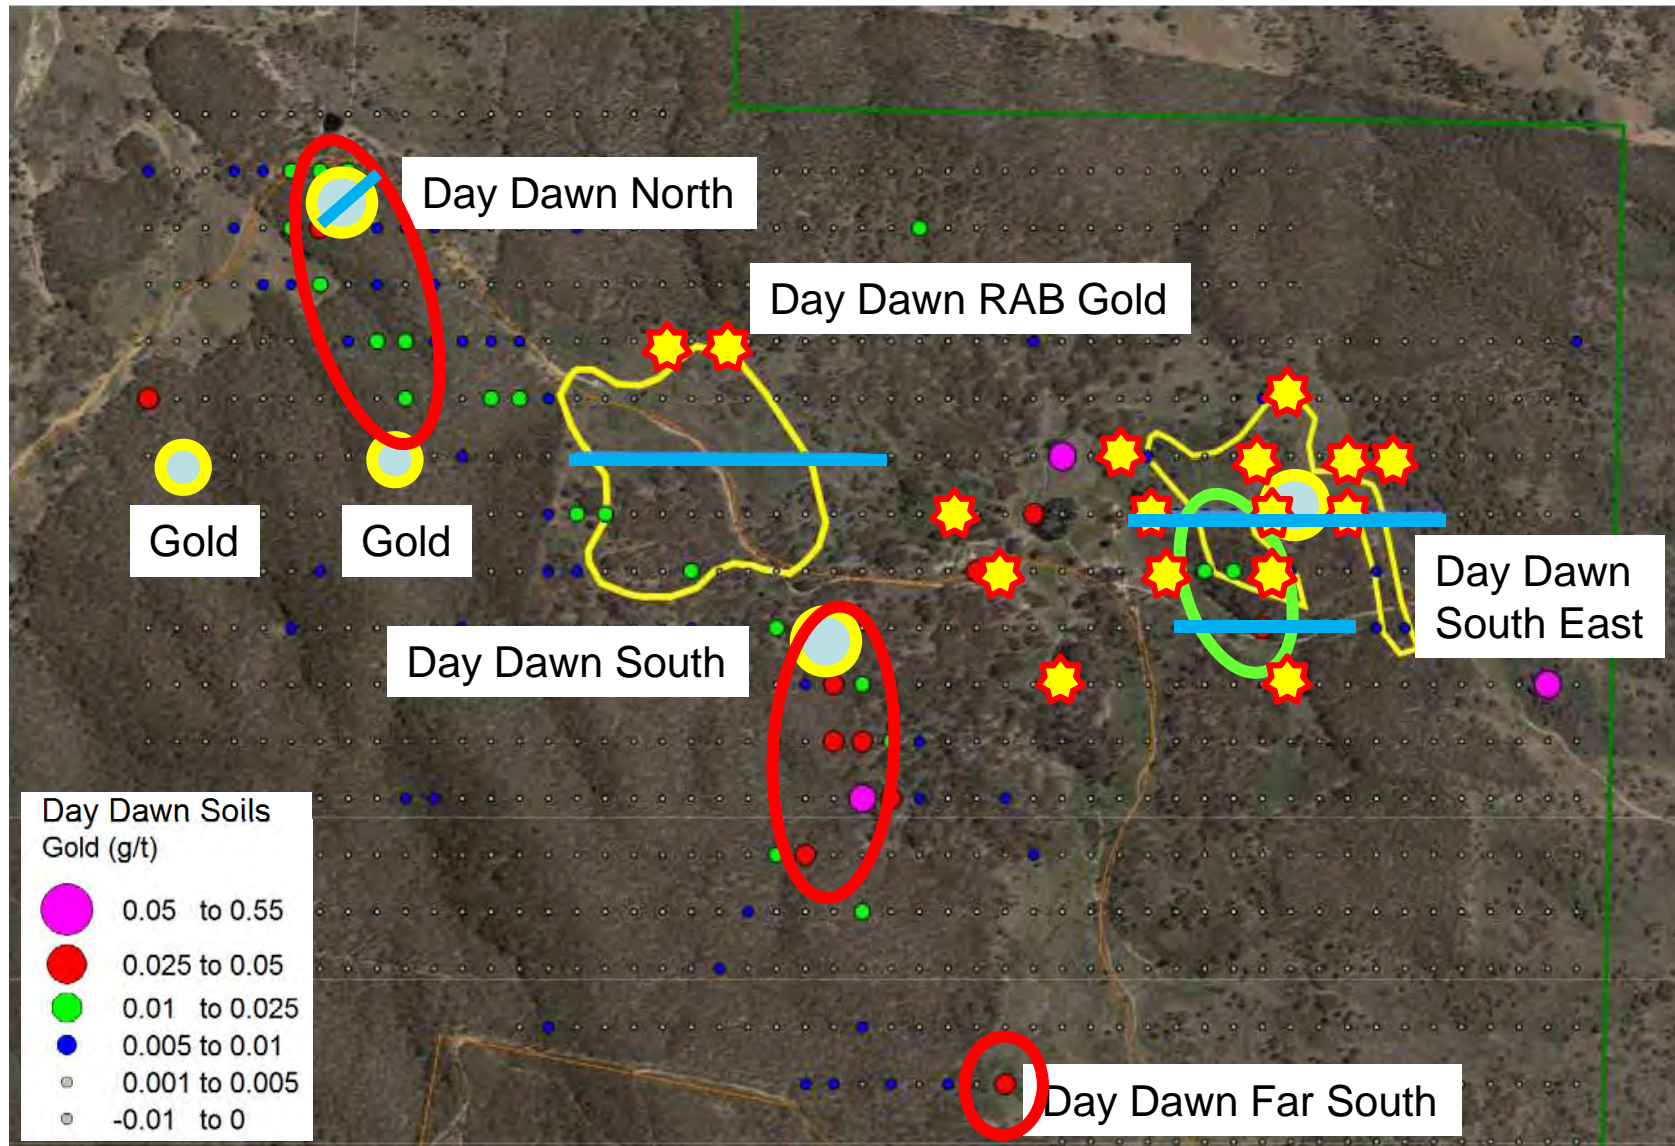 Day Dawn North
Day Dawn RAB Gold
Gold
Gold
Day Dawn
South East
Day Dawn South
Day Dawn Soils
Gold (g/t)
0.05 to 0.55
0.025 to 0.05
0.01 to 0.025
0.005 to 0.01
0.001 to 0.005
-0.01 to 0
Day Dawn Far South